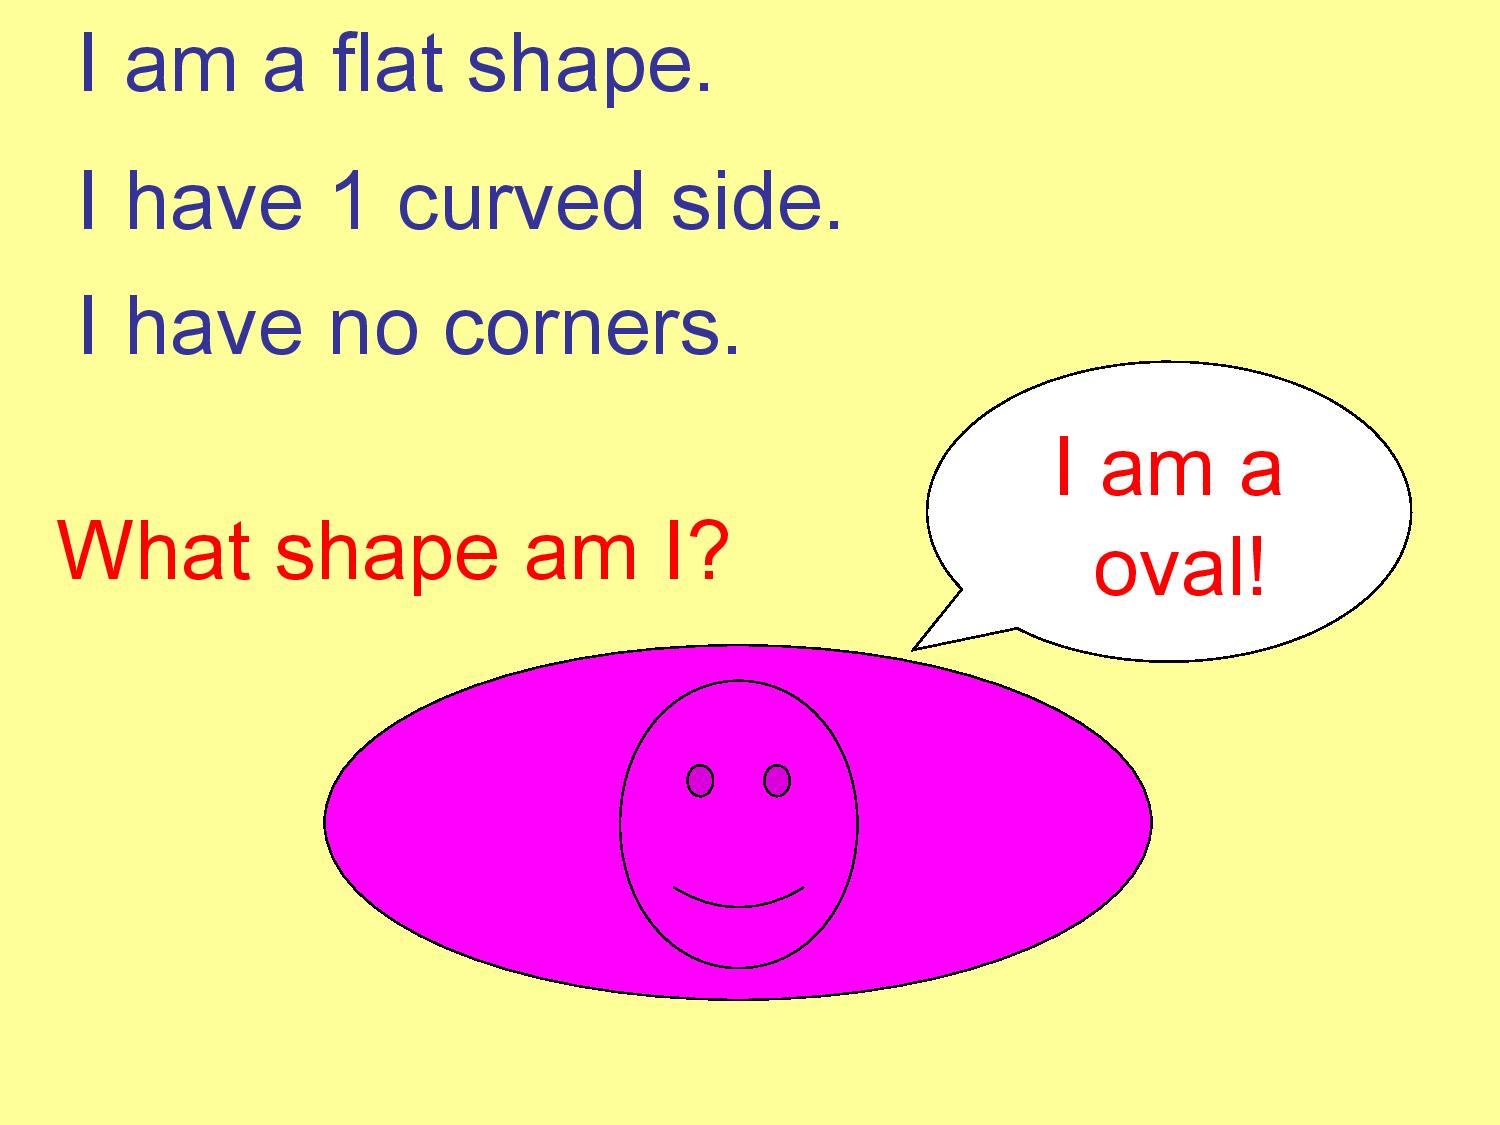 I am a flat shape.
I have 1 curved side.
I have no corners.
What shape am I?
I am a
oval!